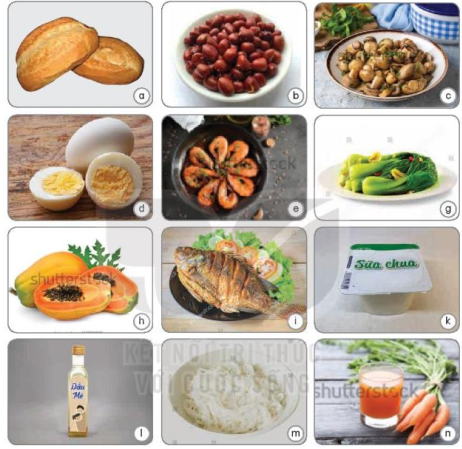 a
b
c
d
shutterstock
e
g
shutterstock
h
i
Sữa chua
k
KẾT NỐI TRI THỨC
VỚI CUỘC SỐNG
Dầu
Mè
l
m
shutterstock
n